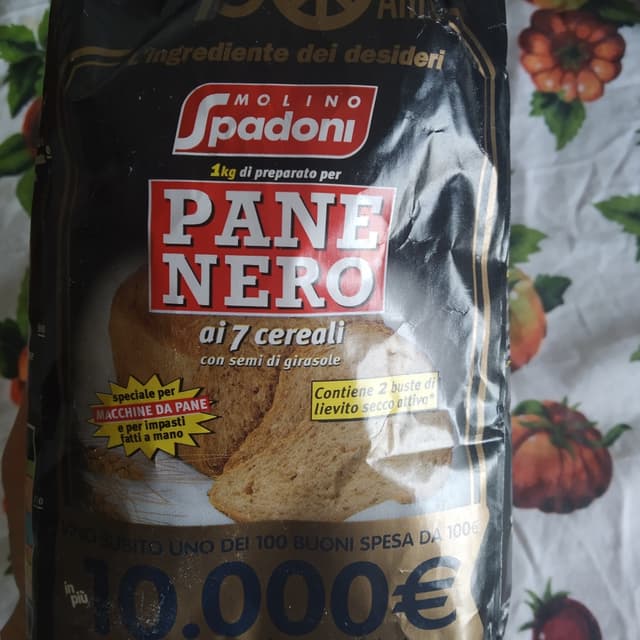 L'ingrediente dei desideri
MOLINO
Spadoni
1kg di preparato per
PANE
NERO
ai 7 cereali
con semi di girasole
speciale per
MACCHINE DA PANE
e per impasti
fatti a mano
Contiene 2 buste di
lievito secco attivo*
SUBITO UNO DEI 100 BUONI SPESA DA 100€
in
più
10.000€